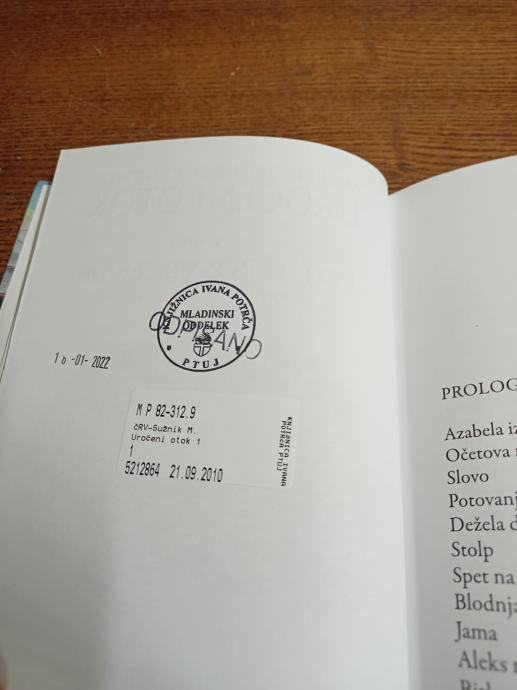 KNJIŽNICA IVANA POTRČA
MLADINSKI
ODDELEK
PTUJ
ODPISANO
1 6 -01- 2022
M P 82-312.9
ČRV-Sužnik M.
Uročeni otok 1
1
5212864 21.09.2010
KNJIŽNICA IVANA
POTRČA PTUJ
PROLOG
Azabela iz
Očetova
Slovo
Potovanj
Dežela d
Stolp
Spet na
Blodnja
Jama
Aleks